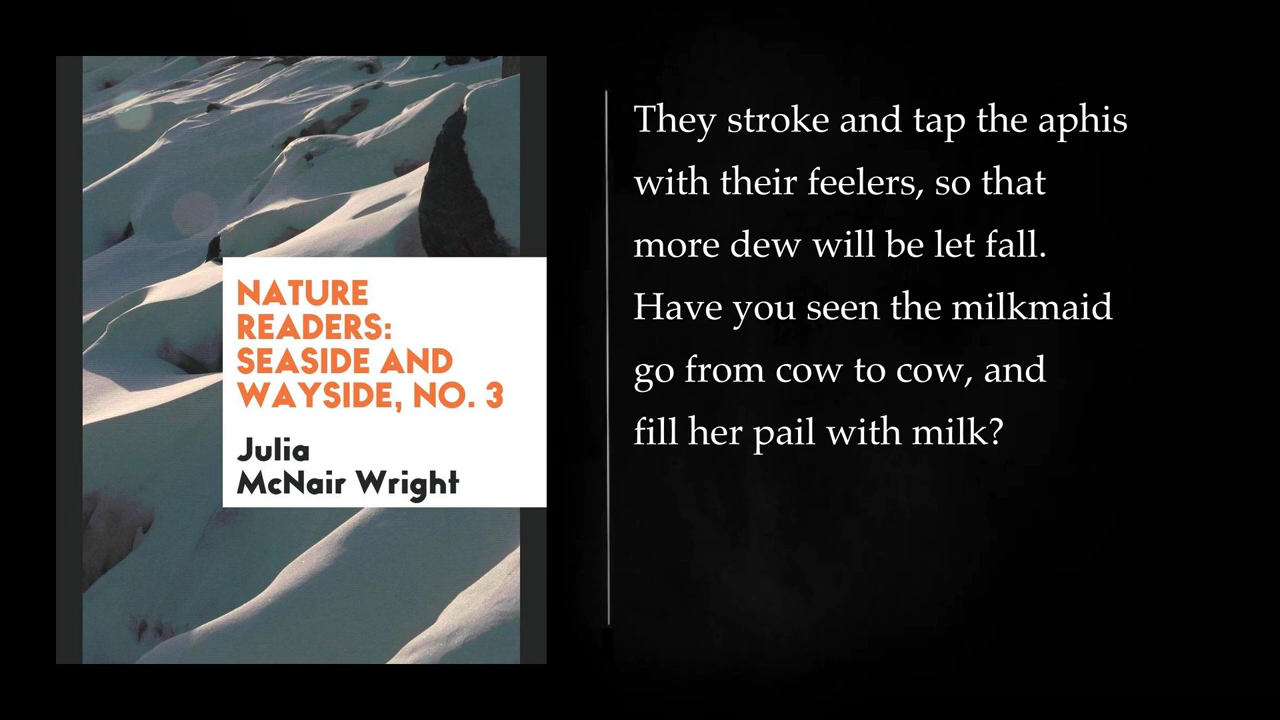 NATURE
READERS:
SEASIDE AND
WAYSIDE, NO. 3
Julia
McNair Wright
They stroke and tap the aphis
with their feelers, so that
more dew will be let fall.
Have you seen the milkmaid
go from cow to cow, and
fill her pail with milk?